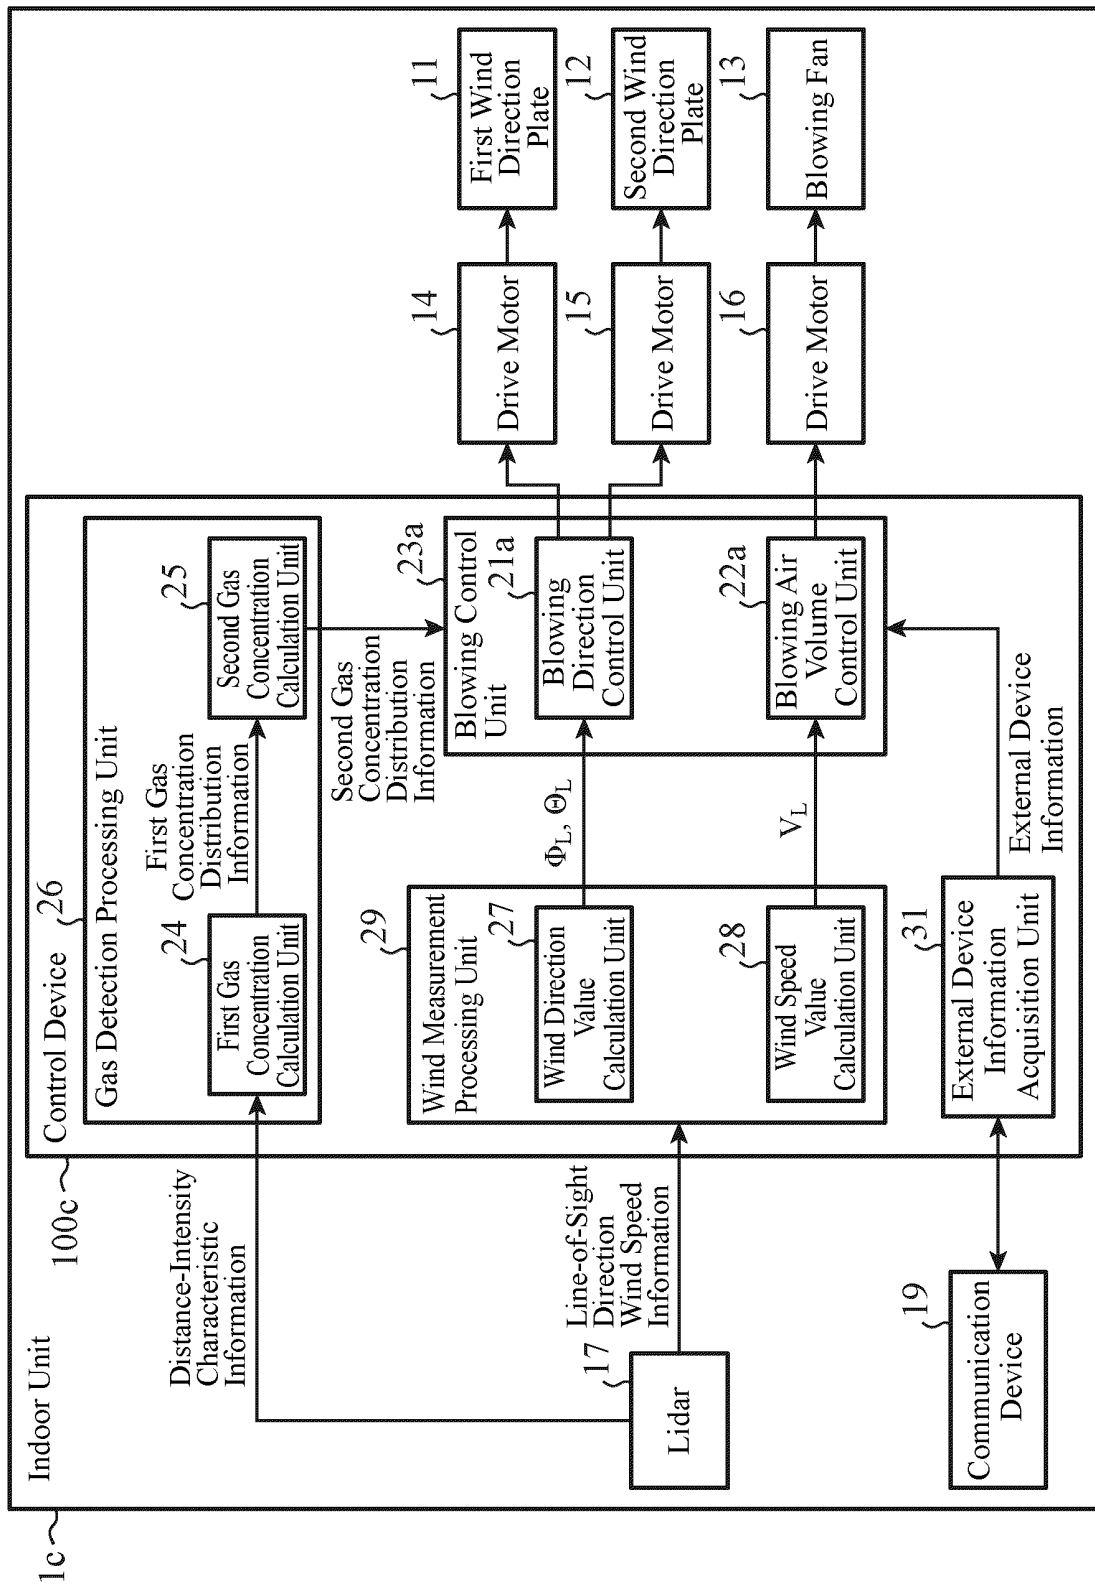 1c
Indoor Unit
100c
Control Device
26
Gas Detection Processing Unit
24
First Gas
Concentration
Calculation Unit
First Gas
Concentration
Distribution
Information
25
Second Gas
Concentration
Calculation Unit
Distance-Intensity
Characteristic
Information
Second Gas
Concentration
Distribution
Information
29
Wind Measurement
Processing Unit
27
Wind Direction
Value
Calculation Unit
28
Wind Speed
Value
Calculation Unit
Φ_L, Θ_L
V_L
23a
Blowing Control
Unit
21a
Blowing
Direction
Control Unit
22a
Blowing Air
Volume
Control Unit
17
Lidar
Line-of-Sight
Direction
Wind Speed
Information
19
Communication
Device
31
External Device
Information
Acquisition Unit
External Device
Information
14
Drive Motor
15
Drive Motor
16
Drive Motor
11
First Wind
Direction
Plate
12
Second Wind
Direction
Plate
13
Blowing Fan